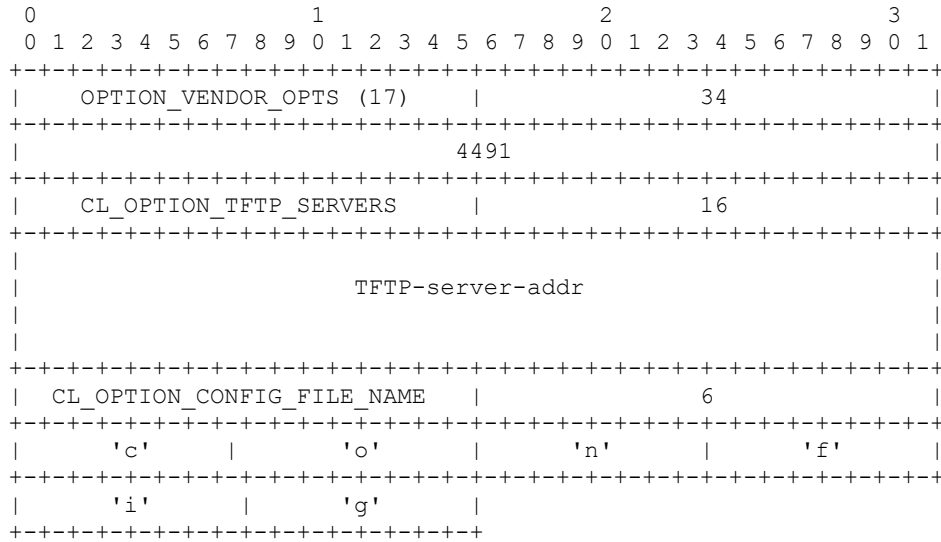 0                   1                   2                   3
0 1 2 3 4 5 6 7 8 9 0 1 2 3 4 5 6 7 8 9 0 1 2 3 4 5 6 7 8 9 0 1
+-+-+-+-+-+-+-+-+-+-+-+-+-+-+-+-+-+-+-+-+-+-+-+-+-+-+-+-+-+-+-+-+
|    OPTION_VENDOR_OPTS (17)    |               34              |
+-+-+-+-+-+-+-+-+-+-+-+-+-+-+-+-+-+-+-+-+-+-+-+-+-+-+-+-+-+-+-+-+
|                              4491                             |
+-+-+-+-+-+-+-+-+-+-+-+-+-+-+-+-+-+-+-+-+-+-+-+-+-+-+-+-+-+-+-+-+
|    CL_OPTION_TFTP_SERVERS     |               16              |
+-+-+-+-+-+-+-+-+-+-+-+-+-+-+-+-+-+-+-+-+-+-+-+-+-+-+-+-+-+-+-+-+
|                                                               |
|                       TFTP-server-addr                        |
|                                                               |
|                                                               |
+-+-+-+-+-+-+-+-+-+-+-+-+-+-+-+-+-+-+-+-+-+-+-+-+-+-+-+-+-+-+-+-+
|  CL_OPTION_CONFIG_FILE_NAME   |               6               |
+-+-+-+-+-+-+-+-+-+-+-+-+-+-+-+-+-+-+-+-+-+-+-+-+-+-+-+-+-+-+-+-+
|      'c'      |      'o'      |      'n'      |      'f'      |
+-+-+-+-+-+-+-+-+-+-+-+-+-+-+-+-+-+-+-+-+-+-+-+-+-+-+-+-+-+-+-+-+
|      'i'      |      'g'      |
+-+-+-+-+-+-+-+-+-+-+-+-+-+-+-+-+